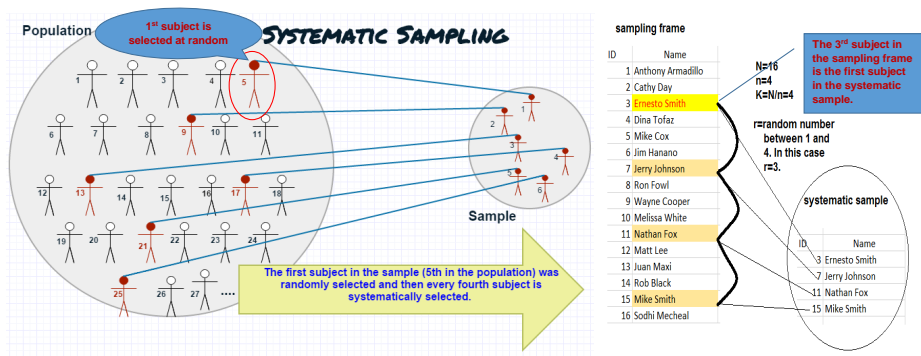 Population
1st subject is
selected at random
SYSTEMATIC SAMPLING
1 2 3 4 5
6 7 8 9 10 11
12 13 14 15 16 17 18
19 20 21 22 23 24
25 26 27 ....
1
2
3
4
5
6
Sample
The first subject in the sample (5th in the population) was
randomly selected and then every fourth subject is
systematically selected.
sampling frame
ID Name
1 Anthony Armadillo
2 Cathy Day
3 Ernesto Smith
4 Dina Tofaz
5 Mike Cox
6 Jim Hanano
7 Jerry Johnson
8 Ron Fowl
9 Wayne Cooper
10 Melissa White
11 Nathan Fox
12 Matt Lee
13 Juan Maxi
14 Rob Black
15 Mike Smith
16 Sodhi Mecheal
N=16
n=4
K=N/n=4
The 3rd subject in
the sampling frame
is the first subject
in the systematic
sample.
r=random number
between 1 and
4. In this case
r=3.
systematic sample
ID Name
3 Ernesto Smith
7 Jerry Johnson
11 Nathan Fox
15 Mike Smith